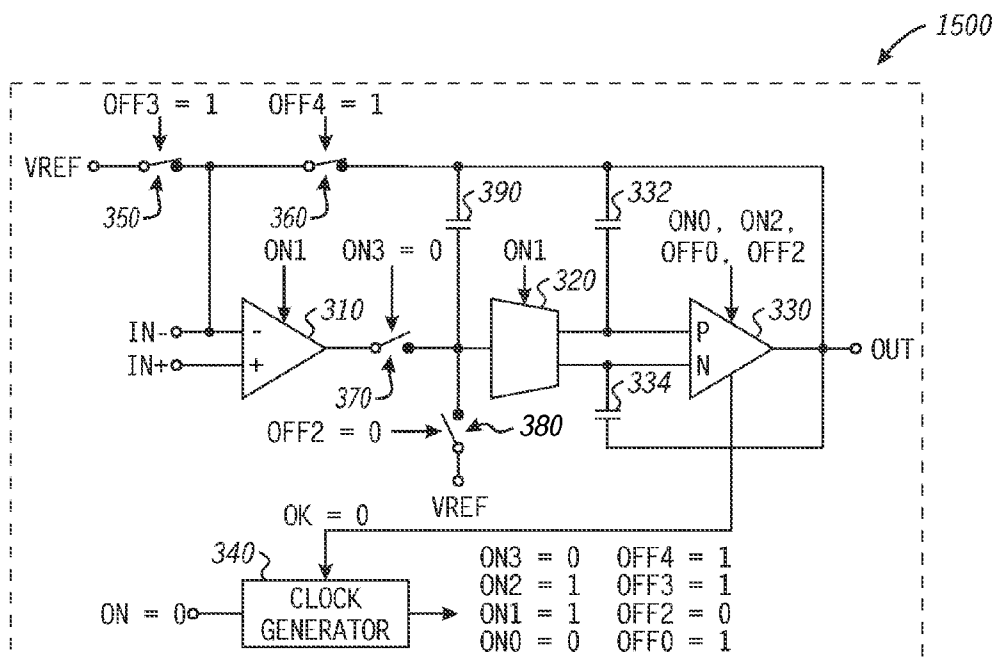 1500
OFF3 = 1 OFF4 = 1
VREF
350 360 390 332
ON1 ON3 = 0 ON1 ON0, ON2,
OFF0, OFF2
310 320 330
IN- - P
IN+ + N OUT
370 334
OFF2 = 0 380
VREF
OK = 0
340
ON = 0 CLOCK
GENERATOR
ON3 = 0 OFF4 = 1
ON2 = 1 OFF3 = 1
ON1 = 1 OFF2 = 0
ON0 = 0 OFF0 = 1